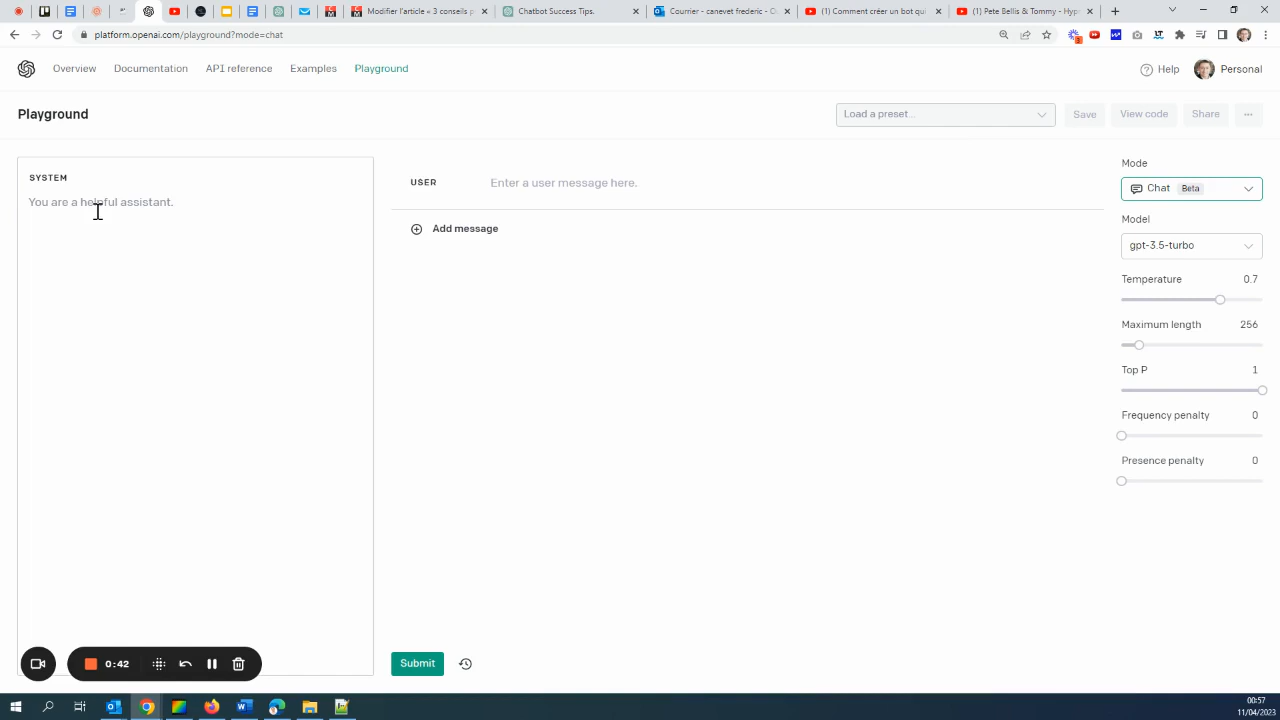 Modifier l'article « 3 conseils p
Chatbot Success Tips.
Courrier - canevet frederic - O
(1) Comment créer un bot qui
(1) Pete Bellis & Tommy - Hyp
platform.openai.com/playground?mode=chat
Overview
Documentation
API reference
Examples
Playground
Help
Personal
Playground
Load a preset...
Save
View code
Share
SYSTEM
You are a helpful assistant.
USER
Enter a user message here.
Add message
Mode
Chat Beta
Model
gpt-3.5-turbo
Temperature 0.7
Maximum length 256
Top P 1
Frequency penalty 0
Presence penalty 0
0:42
Submit
00:57
11/04/2023